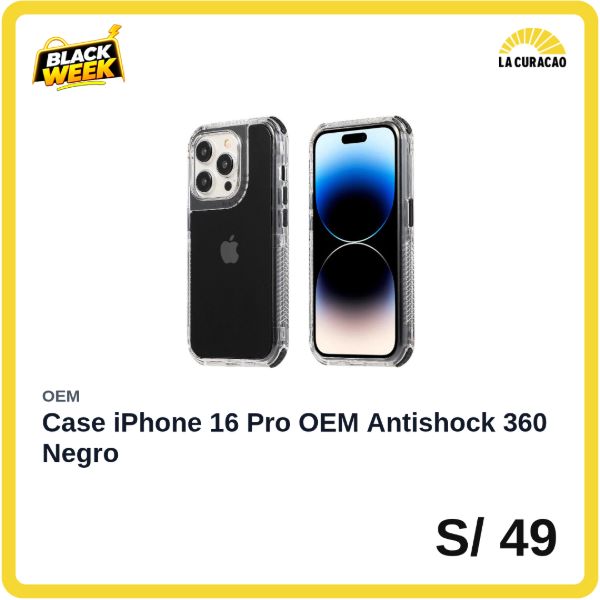 BLACK
WEEK
LA CURACAO
OEM
Case iPhone 16 Pro OEM Antishock 360
Negro
S/ 49